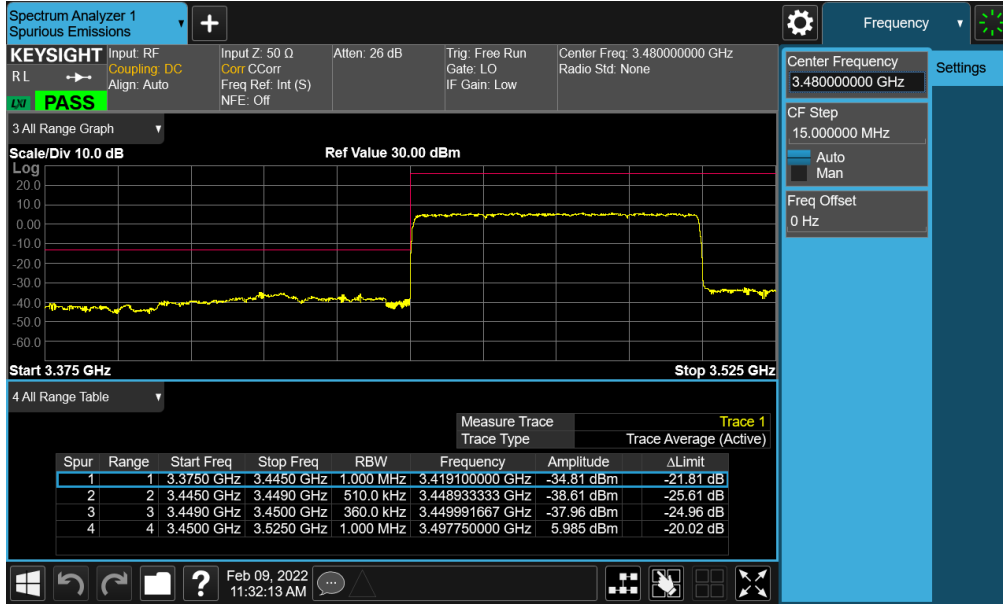 Spectrum Analyzer 1
Spurious Emissions
Frequency
KEYSIGHT
R L
LXI
PASS
Input: RF
Coupling: DC
Align: Auto
Input Z: 50 Ω
Corr CCorr
Freq Ref: Int (S)
NFE: Off
Atten: 26 dB
Trig: Free Run
Gate: LO
IF Gain: Low
Center Freq: 3.480000000 GHz
Radio Std: None
Center Frequency
3.480000000 GHz
Settings
CF Step
15.000000 MHz
Auto
Man
Freq Offset
0 Hz
3 All Range Graph
Scale/Div 10.0 dB
Ref Value 30.00 dBm
Log
20.0
10.0
0.00
-10.0
-20.0
-30.0
-40.0
-50.0
-60.0
Start 3.375 GHz
Stop 3.525 GHz
4 All Range Table
Measure Trace Trace 1
Trace Type Trace Average (Active)
Spur Range Start Freq Stop Freq RBW Frequency Amplitude ΔLimit
1 1 3.3750 GHz 3.4450 GHz 1.000 MHz 3.419100000 GHz -34.81 dBm -21.81 dB
2 2 3.4450 GHz 3.4490 GHz 510.0 kHz 3.448933333 GHz -38.61 dBm -25.61 dB
3 3 3.4490 GHz 3.4500 GHz 360.0 kHz 3.449991667 GHz -37.96 dBm -24.96 dB
4 4 3.4500 GHz 3.5250 GHz 1.000 MHz 3.497750000 GHz 5.985 dBm -20.02 dB
?
Feb 09, 2022
11:32:13 AM